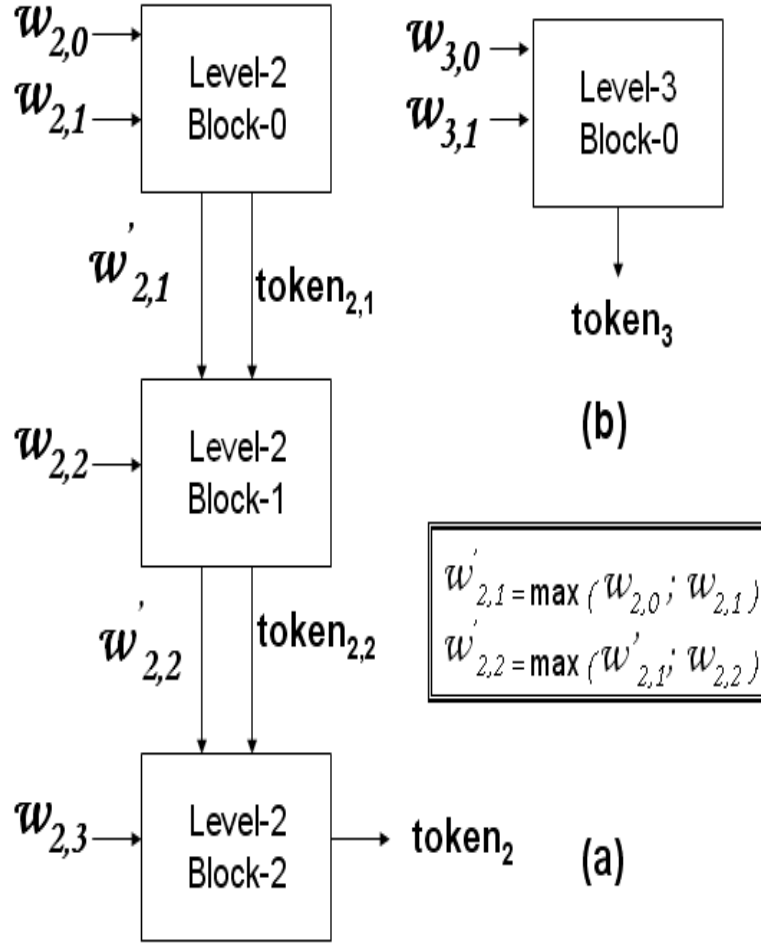 w2,0
Level-2
w2,1
Block-0
w'2,1
token2,1
w2,2
Level-2
Block-1
w'2,2
token2,2
w2,3
Level-2
Block-2
token2
(a)
w3,0
Level-3
w3,1
Block-0
token3
(b)
w'2,1 = max ( w2,0 ; w2,1 )
w'2,2 = max ( w'2,1 ; w2,2 )